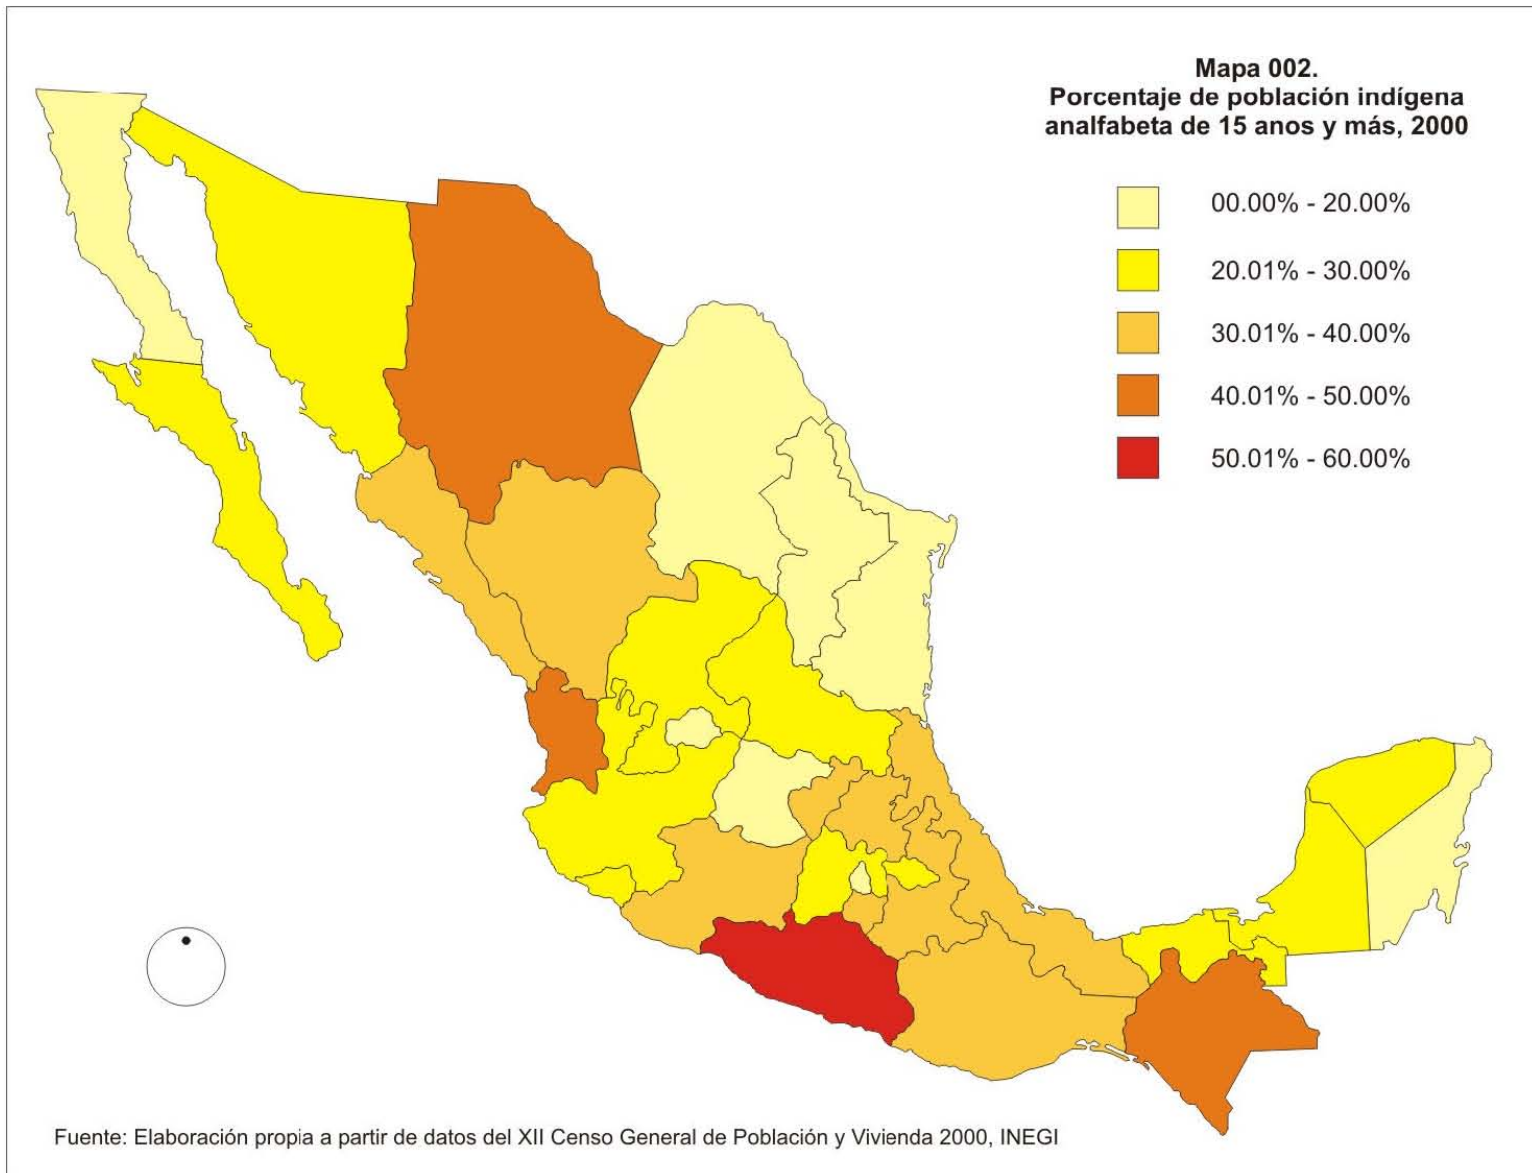 Mapa 002.
Porcentaje de población indígena
analfabeta de 15 anos y más, 2000
00.00% - 20.00%
20.01% - 30.00%
30.01% - 40.00%
40.01% - 50.00%
50.01% - 60.00%
Fuente: Elaboración propia a partir de datos del XII Censo General de Población y Vivienda 2000, INEGI